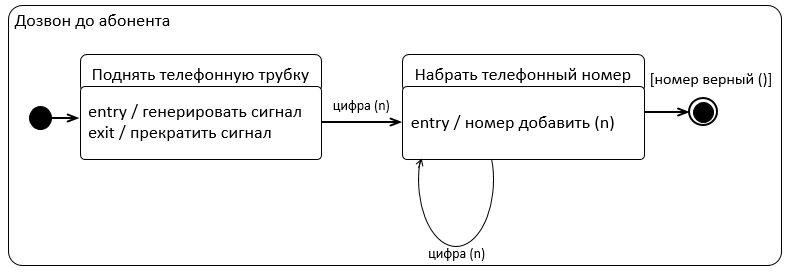 Дозвон до абонента
Поднять телефонную трубку
entry / генерировать сигнал
exit / прекратить сигнал
цифра (n)
Набрать телефонный номер
entry / номер добавить (n)
[номер верный ()]
цифра (n)